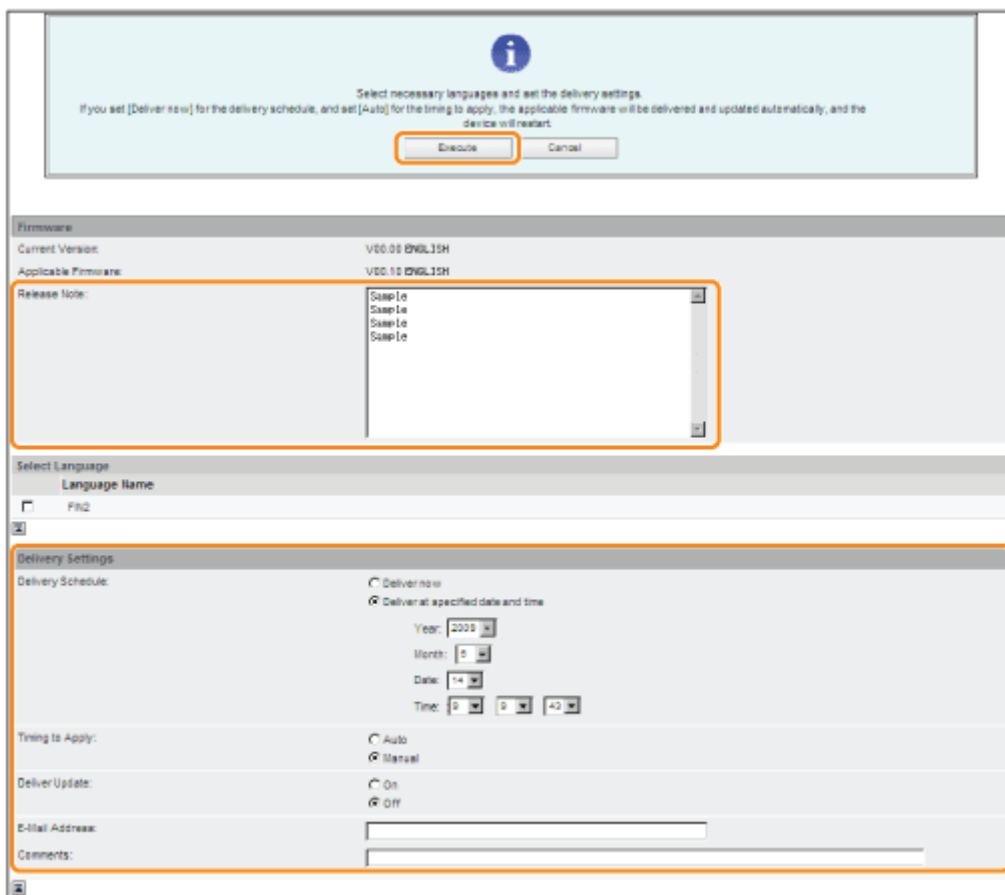 i
Select necessary languages and set the delivery settings.
If you set [Deliver now] for the delivery schedule, and set [Auto] for the timing to apply, the applicable firmware will be delivered and updated automatically, and the
device will restart.
Execute Cancel
Firmware
Current Version: V00.00 ENGLISH
Applicable Firmware: V00.10 ENGLISH
Release Note: Sample
Sample
Sample
Sample
Select Language
Language Name
Delivery Settings
Delivery Schedule: Deliver now
Deliver at specified date and time
Year: 2009
Month:
Date: 14
Time: 9 9 43
Timing to Apply: Auto
Manual
Deliver Update: On
Off
E-Mail Address:
Comments: